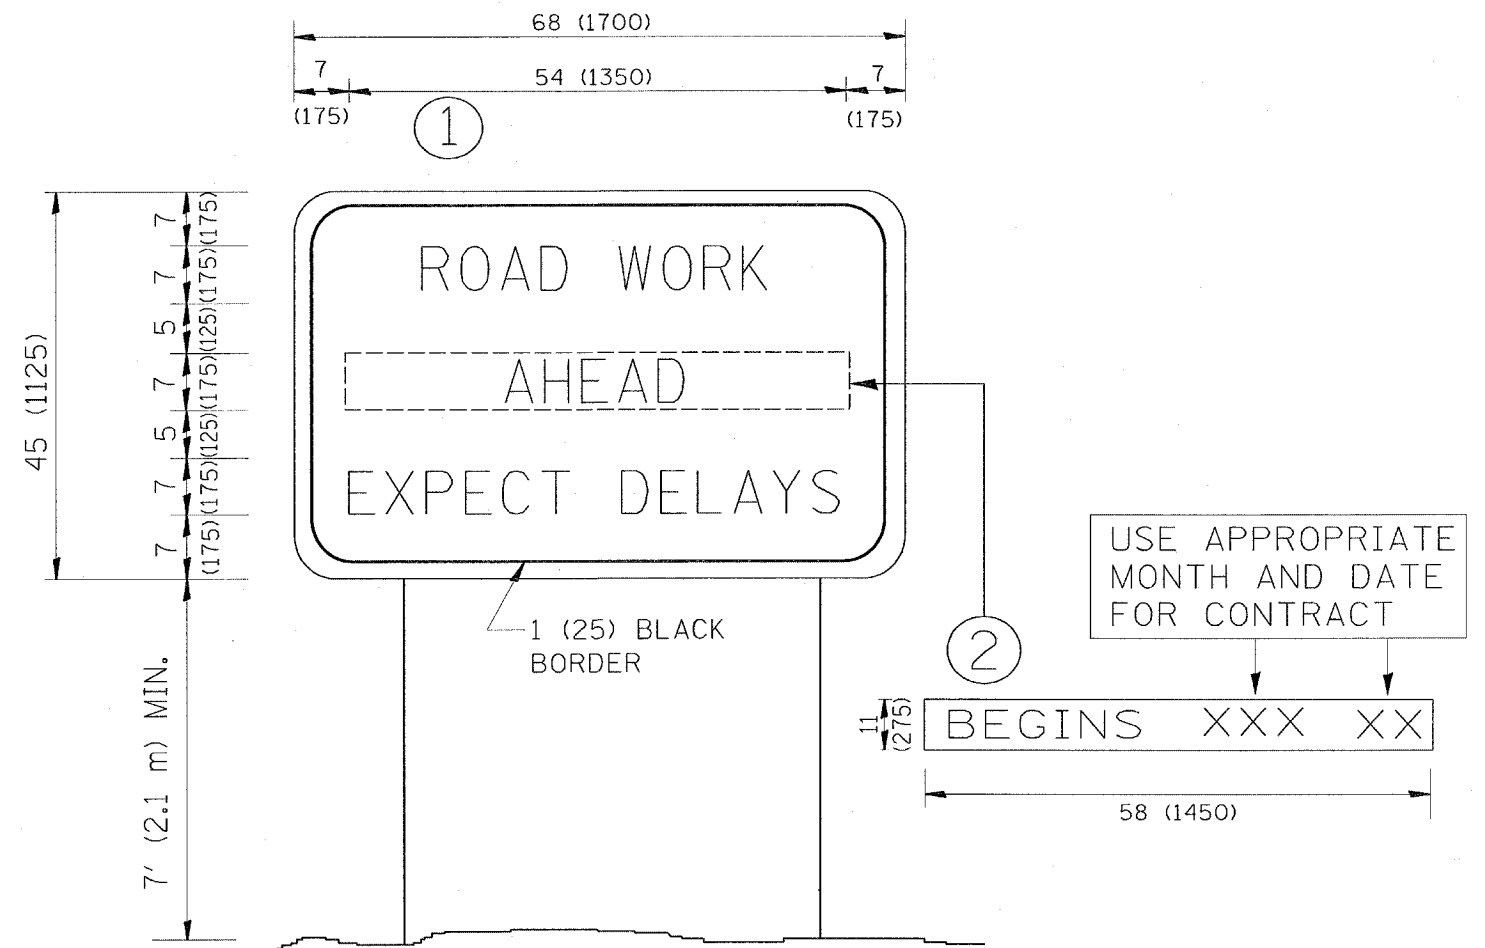 68 (1700)
7
54 (1350)
7
(175)
(175)
1
45 (1125)
7
(175)
7
(175)
5
(125)
7
(175)
5
(125)
7
(175)
7
(175)
ROAD WORK
AHEAD
EXPECT DELAYS
1 (25) BLACK
BORDER
7' (2.1 m) MIN.
USE APPROPRIATE
MONTH AND DATE
FOR CONTRACT
2
11
(275)
BEGINS XXX XX
58 (1450)